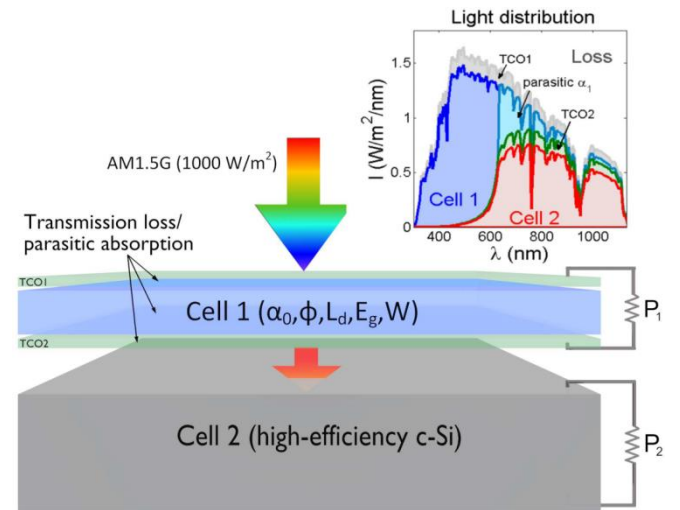 Light distribution
1.5
1
0.5
0
I (W/m²/nm)
TCO1
Loss
parasitic α₁
TCO2
Cell 1
Cell 2
400 600 800 1000
λ (nm)
AM1.5G (1000 W/m²)
Transmission loss/
parasitic absorption
TCO1
Cell 1 (α₀,ϕ,L_d,E_g,W)
TCO2
P₁
Cell 2 (high-efficiency c-Si)
P₂